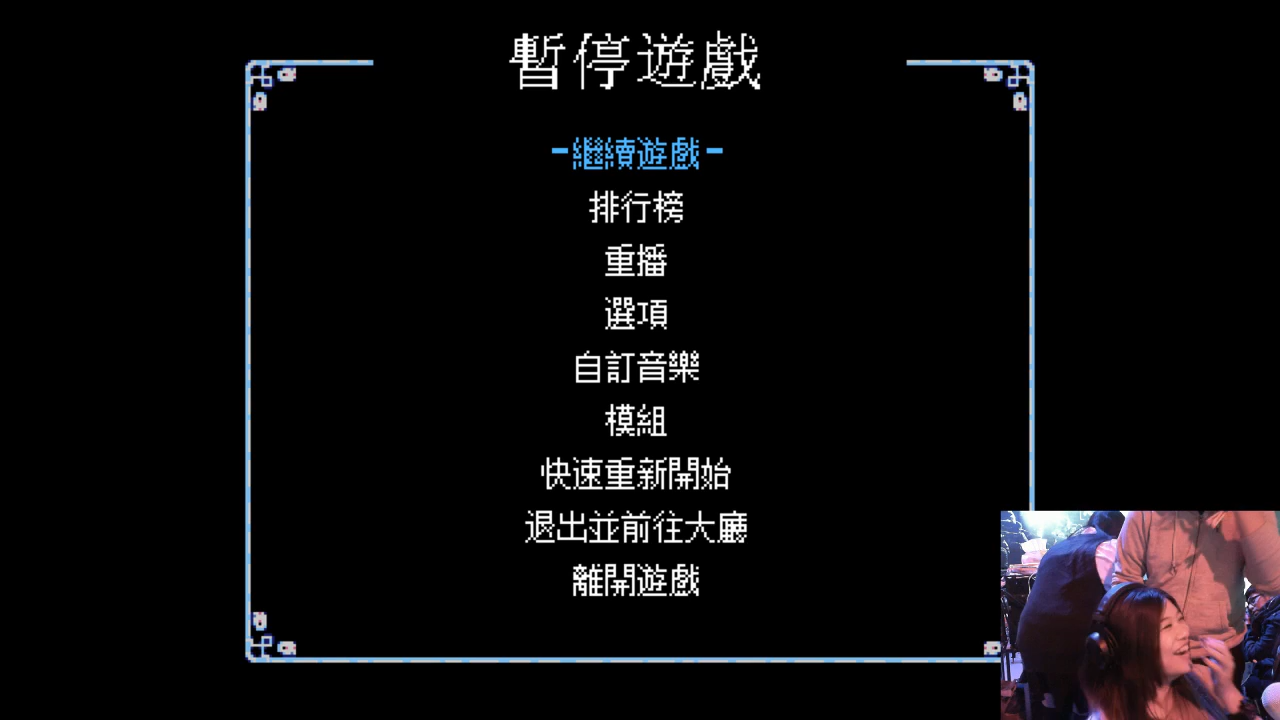 暫停遊戲
-繼續遊戲-
排行榜
重播
選項
自訂音樂
模組
快速重新開始
退出並前往大廳
離開遊戲